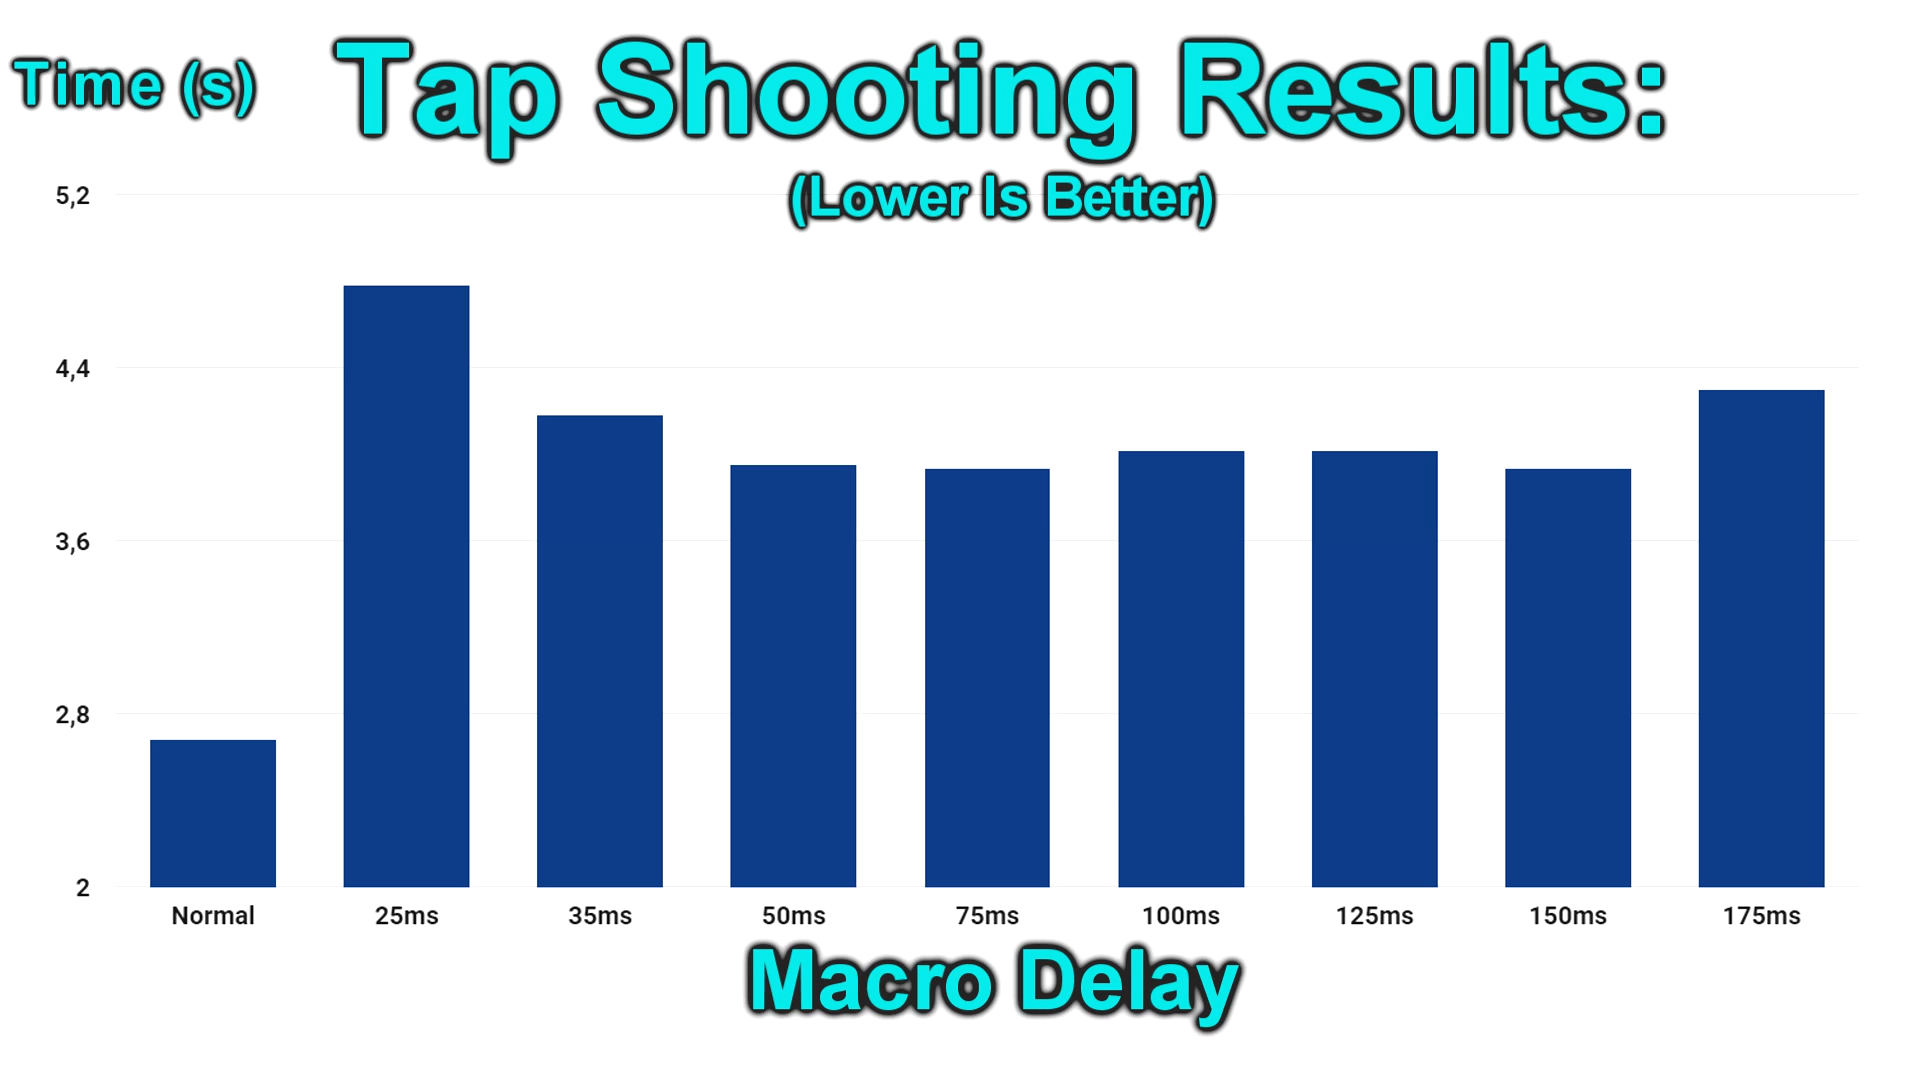 Time (s)
Tap Shooting Results:
(Lower Is Better)
5,2
4,4
3,6
2,8
2
Normal 25ms 35ms 50ms 75ms 100ms 125ms 150ms 175ms
Macro Delay